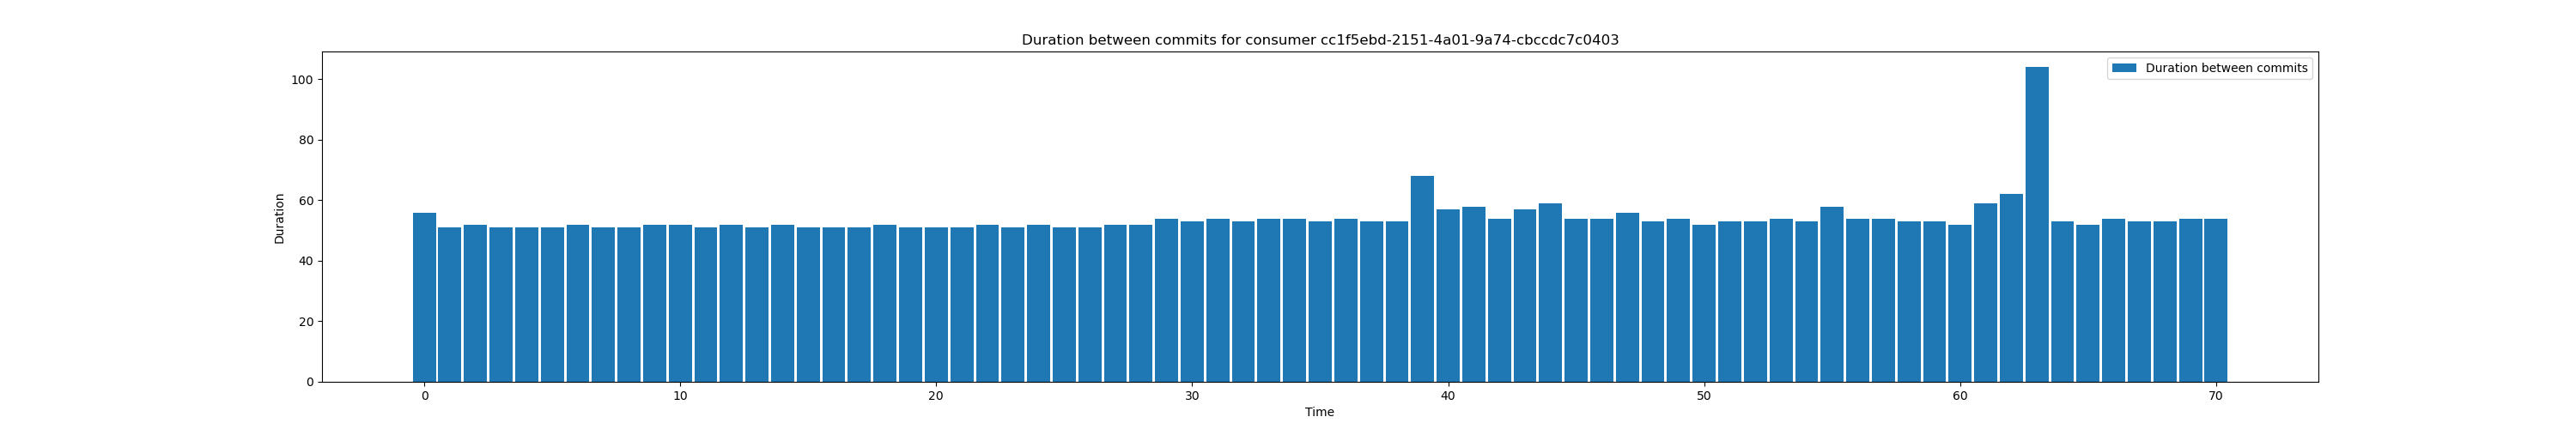 Duration between commits for consumer cc1f5ebd-2151-4a01-9a74-cbccdc7c0403
Duration between commits
100
80
60
40
20
0
Duration
0 10 20 30 40 50 60 70
Time